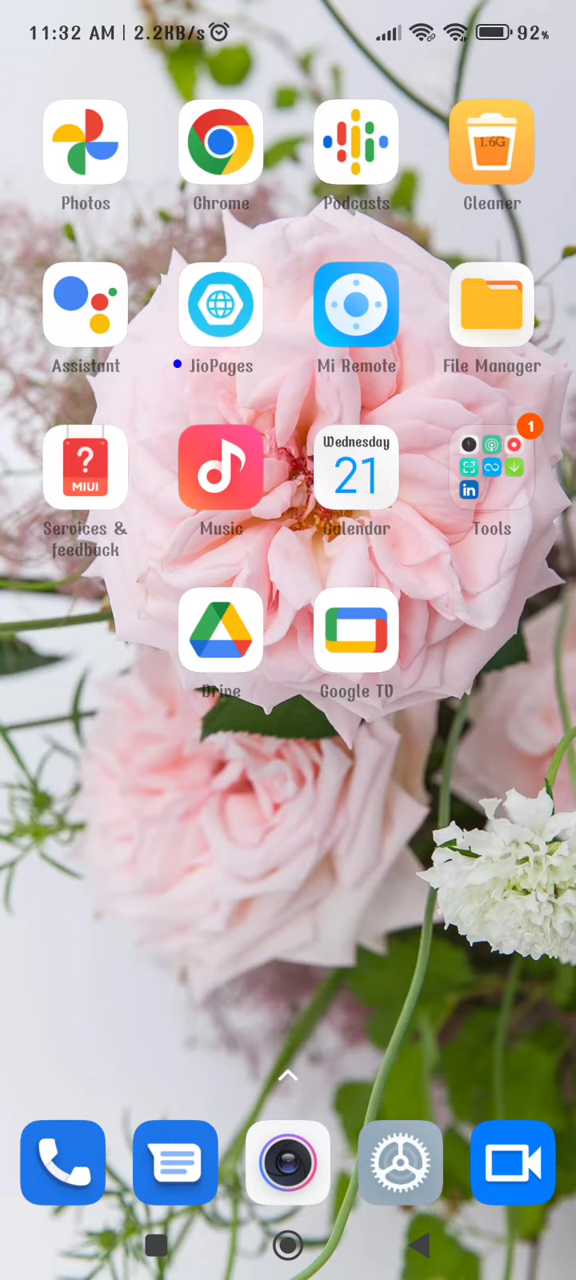 11:32 AM | 2.2KB/s 92%
Photos
Chrome
Podcasts
1.6G
Cleaner
Assistant
JioPages
Mi Remote
File Manager
?
MIUI
Services &
feedback
Music
Wednesday
21
Calendar
1
in
Tools
Drive
Google TV